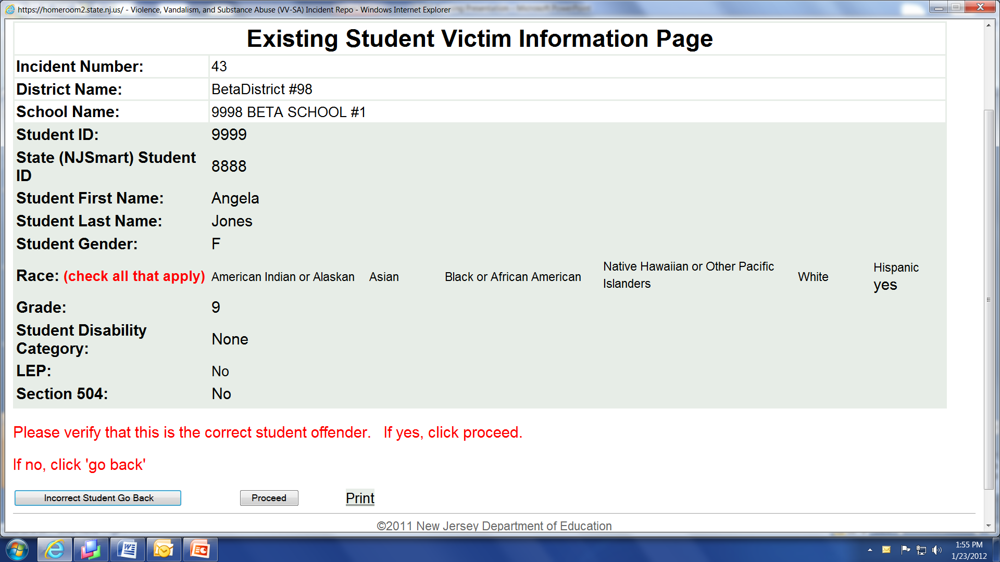 https://homeroom2.state.nj.us/ - Violence, Vandalism, and Substance Abuse (VV-SA) Incident Repo - Windows Internet Explorer
Existing Student Victim Information Page
Incident Number: 43
District Name: BetaDistrict #98
School Name: 9998 BETA SCHOOL #1
Student ID: 9999
State (NJSmart) Student
ID
8888
Student First Name: Angela
Student Last Name: Jones
Student Gender: F
Race: (check all that apply) American Indian or Alaskan Asian Black or African American
Native Hawaiian or Other Pacific
Islanders
White
Hispanic
yes
Grade: 9
Student Disability
Category:
None
LEP: No
Section 504: No
Please verify that this is the correct student offender. If yes, click proceed.
If no, click 'go back'
Incorrect Student Go Back Proceed Print
©2011 New Jersey Department of Education
1:55 PM
1/23/2012